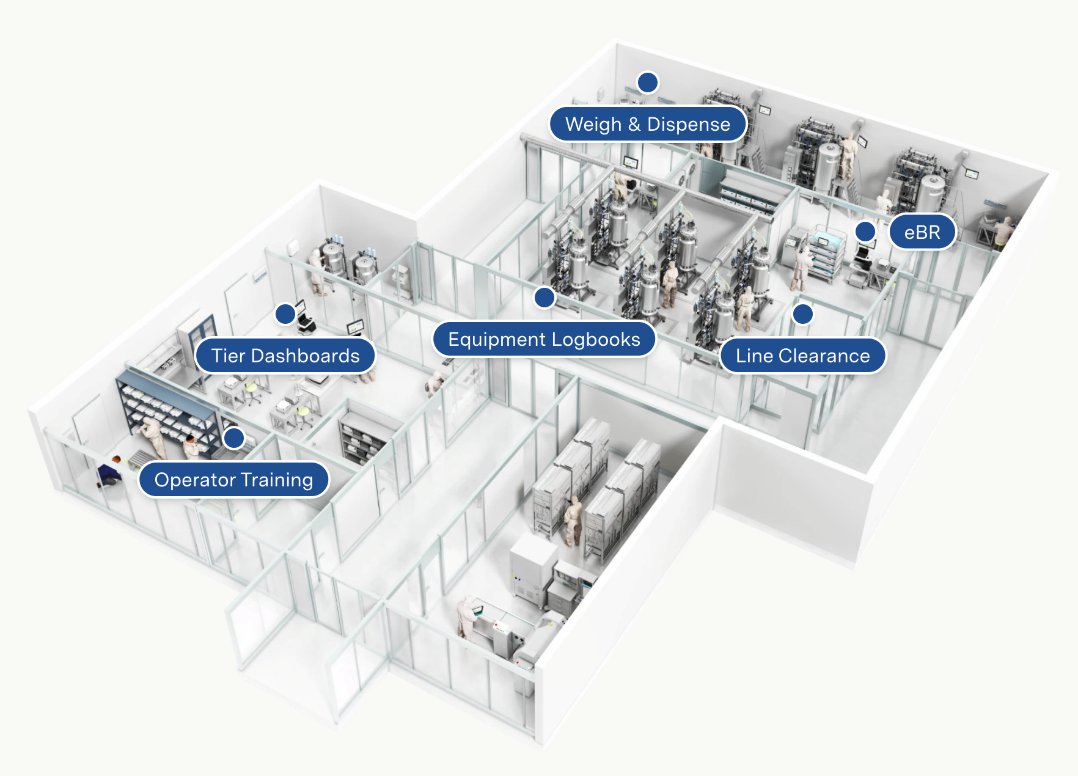 Weigh & Dispense
eBR
Equipment Logbooks
Line Clearance
Tier Dashboards
Operator Training